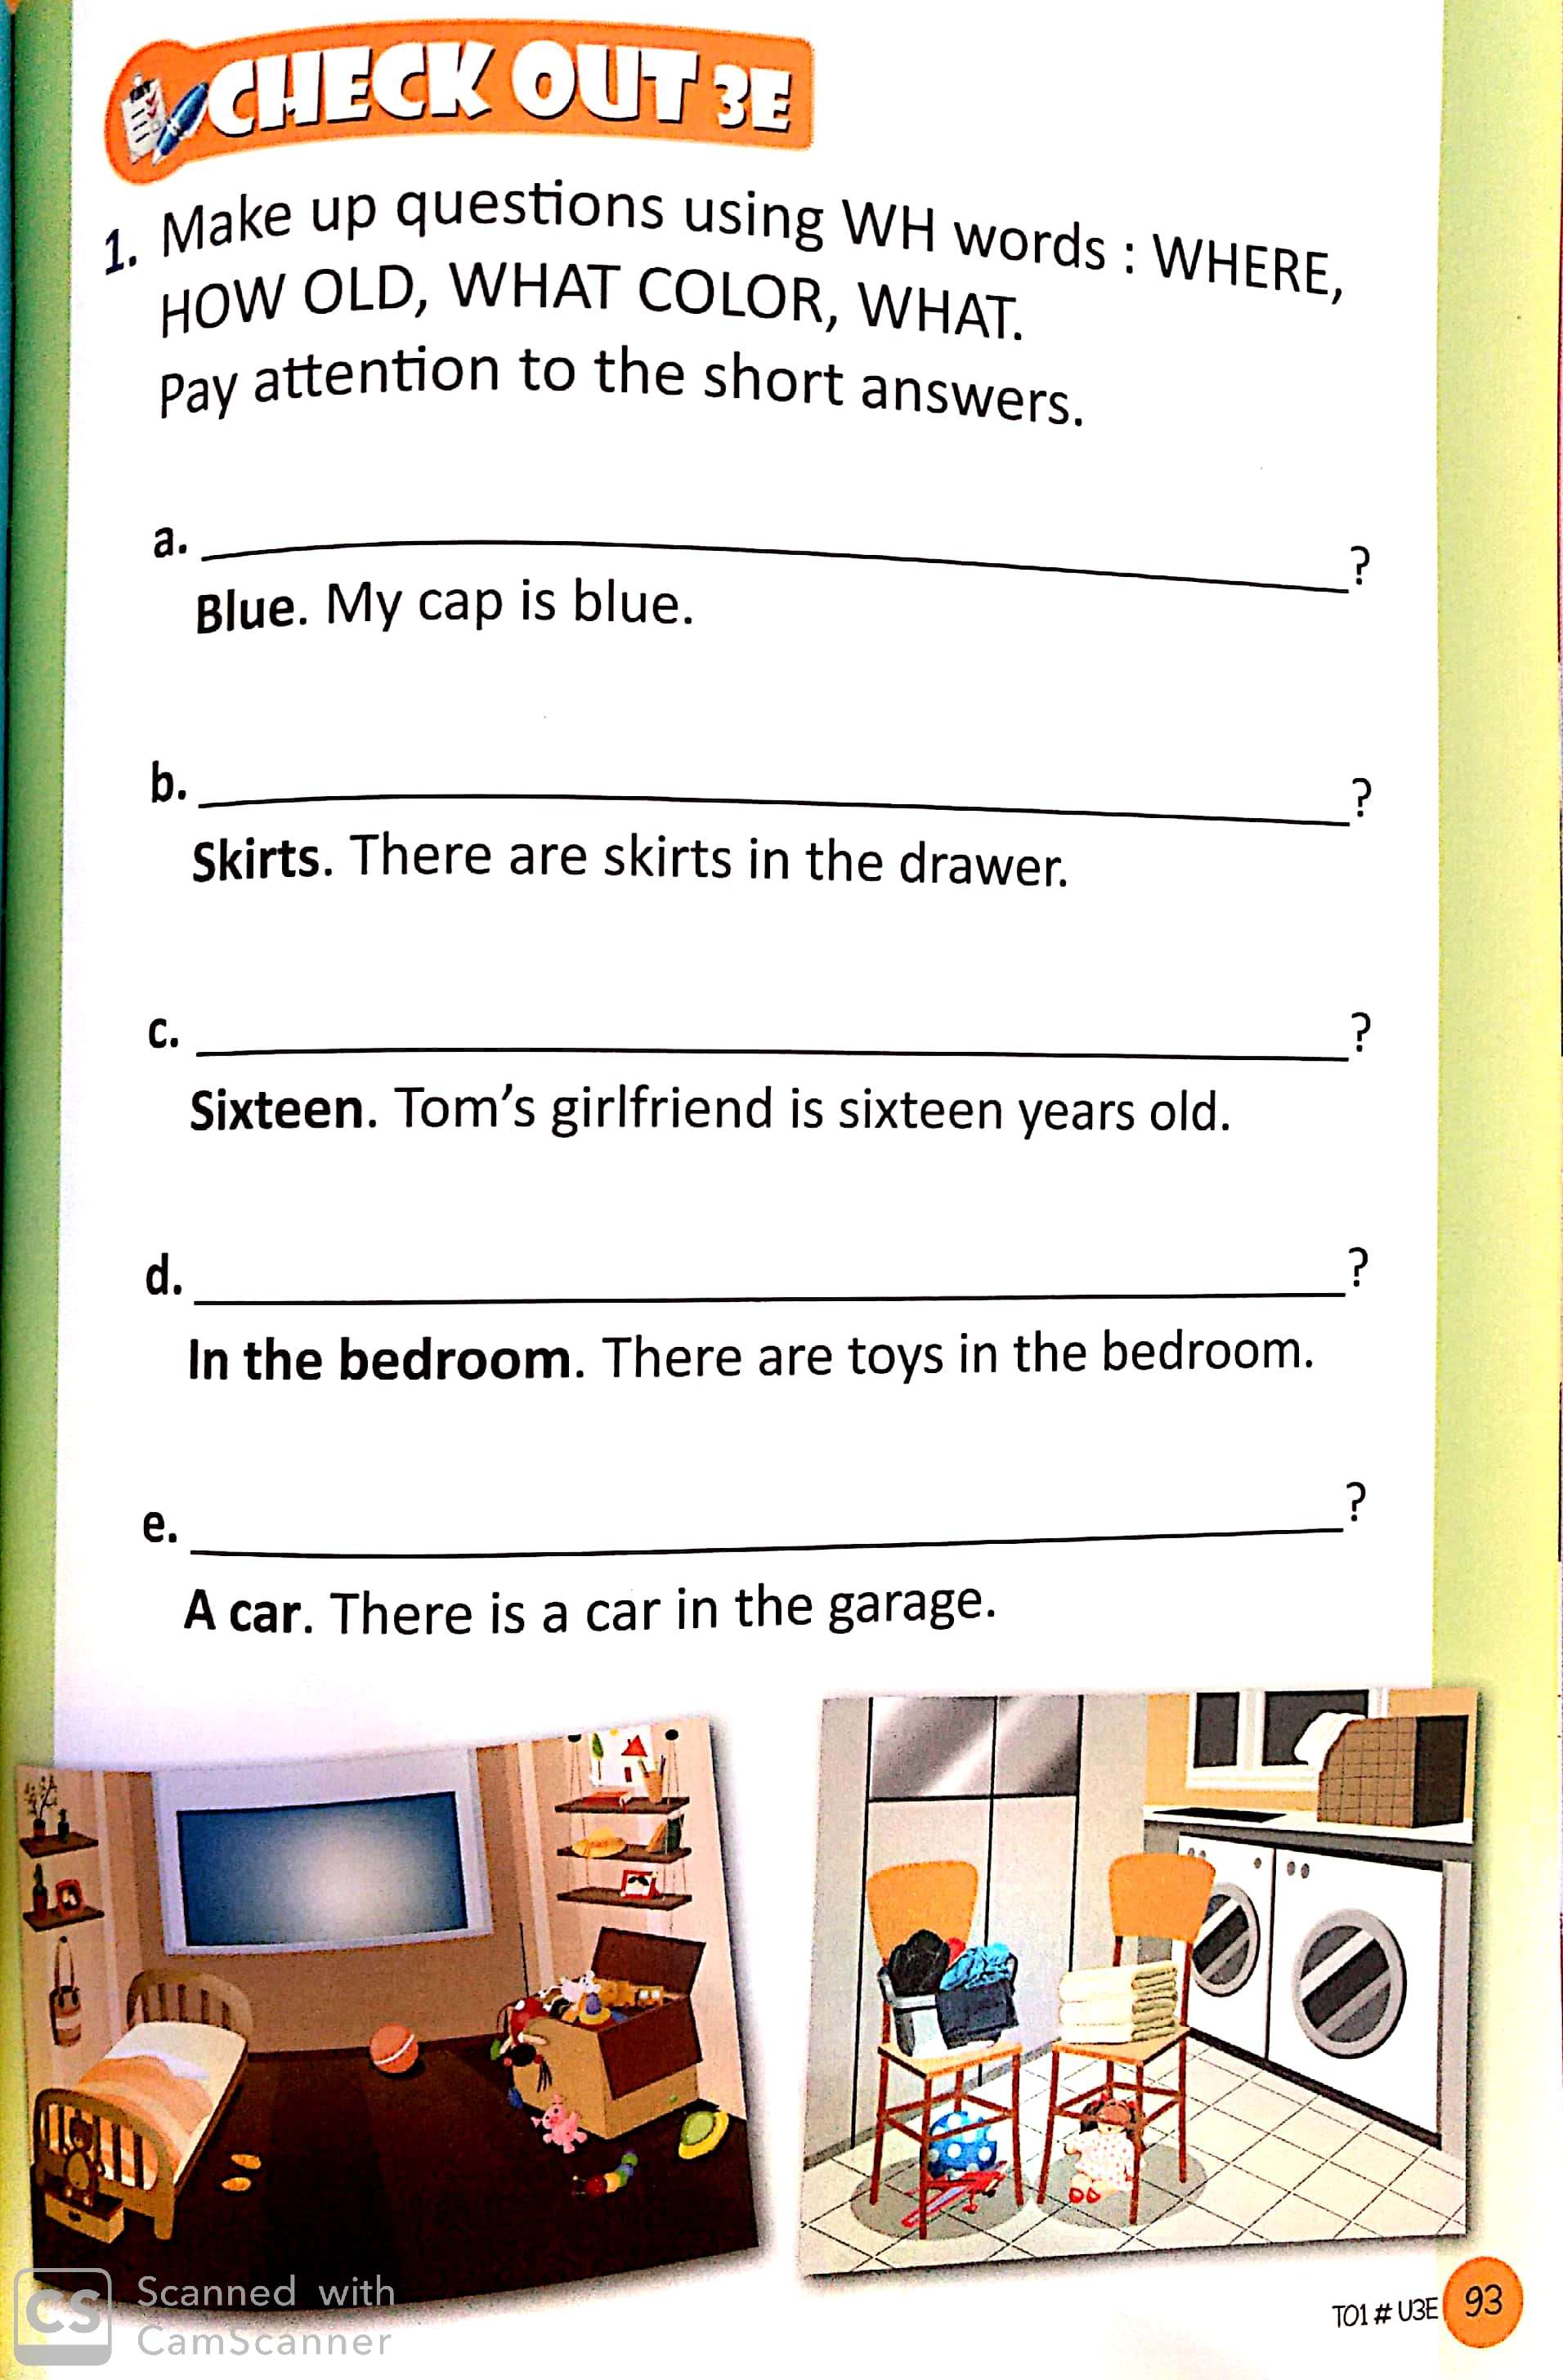 CHECK OUT 3E
1. Make up questions using WH words : WHERE,
HOW OLD, WHAT COLOR, WHAT.
Pay attention to the short answers.
a. ______________________________?
Blue. My cap is blue.
b. ______________________________?
Skirts. There are skirts in the drawer.
c. ______________________________?
Sixteen. Tom's girlfriend is sixteen years old.
d. ______________________________?
In the bedroom. There are toys in the bedroom.
e. ______________________________?
A car. There is a car in the garage.
TO1 # U3E 93
CS Scanned with
CamScanner